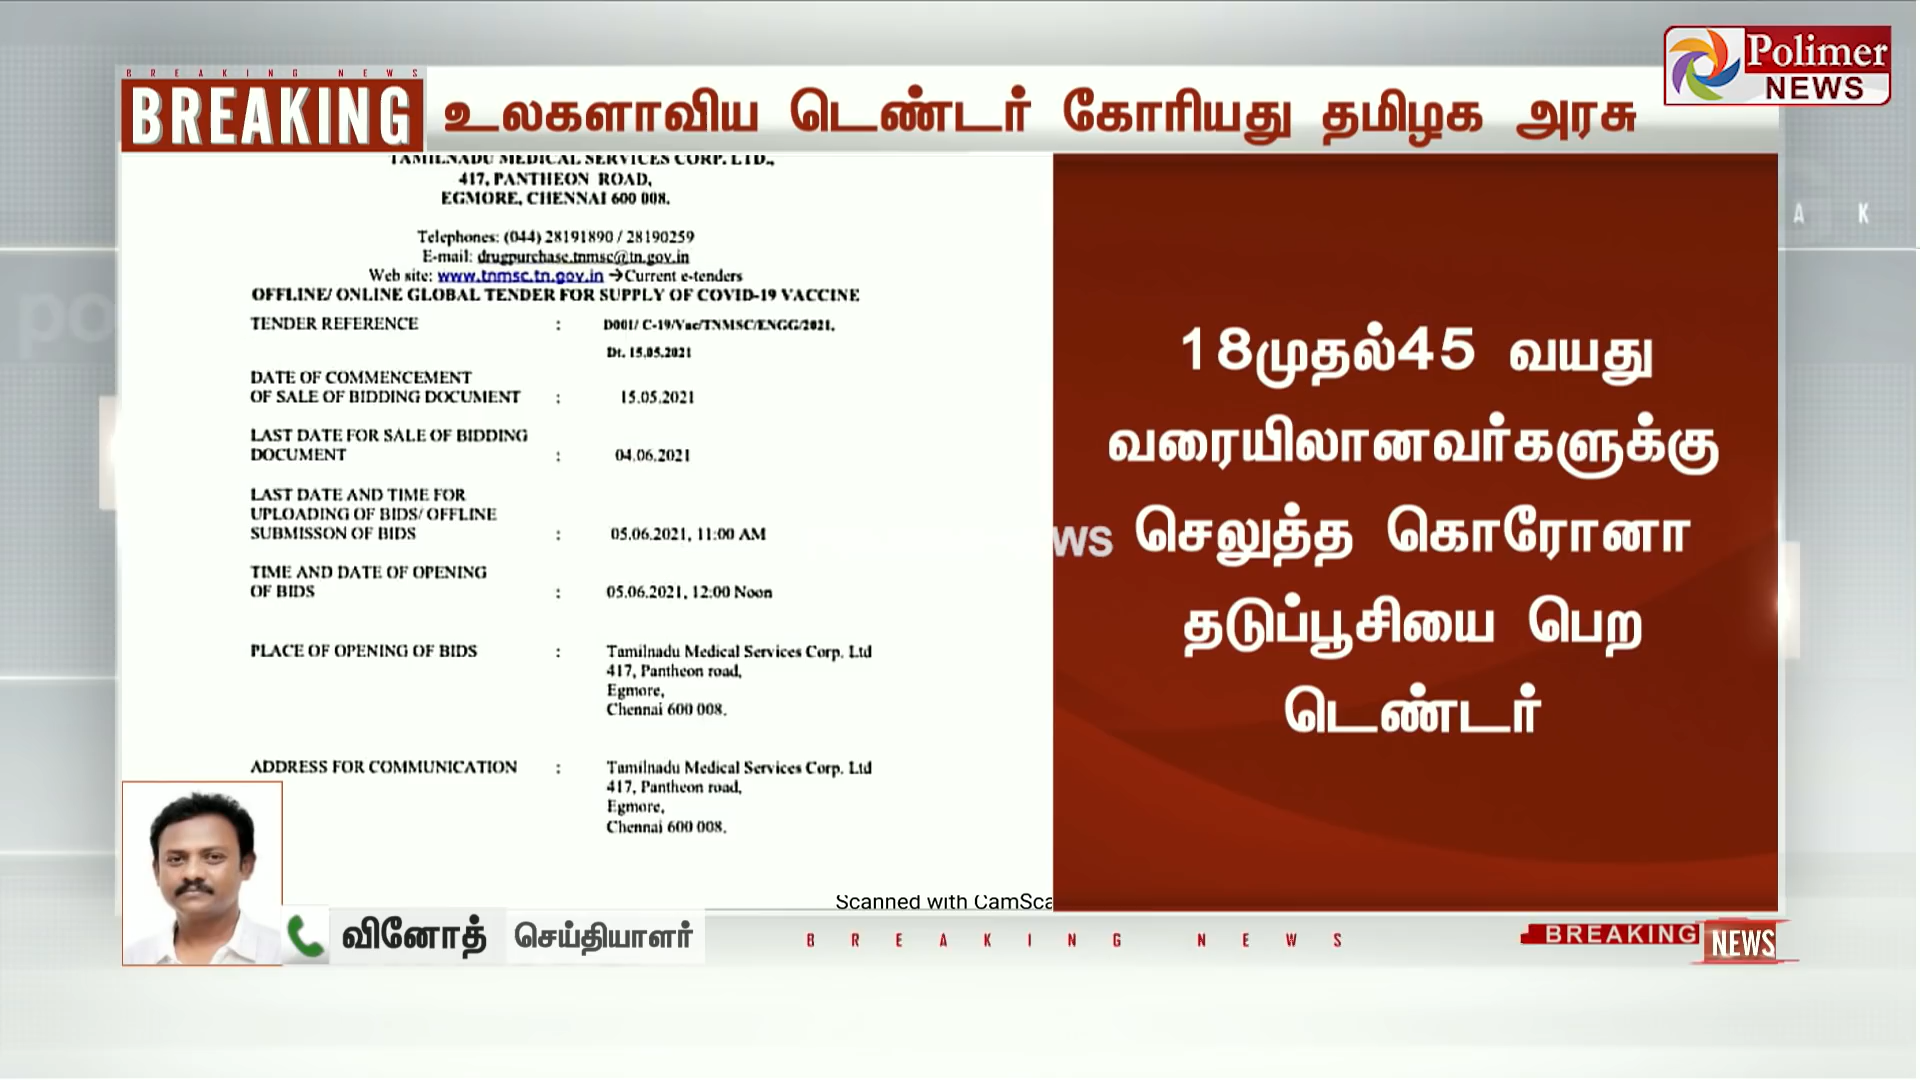 BREAKING NEWS
BREAKING
உலகளாவிய டெண்டர் கோரியது தமிழக அரசு
Polimer
NEWS
A K
TAMILNADU MEDICAL SERVICES CORP. LTD.,
417, PANTHEON ROAD,
EGMORE, CHENNAI 600 008.
Telephones: (044) 28191890 / 28190259
E-mail: drugpurchase.tnmsc@tn.gov.in
Web site: www.tnmsc.tn.gov.in →Current e-tenders
OFFLINE/ ONLINE GLOBAL TENDER FOR SUPPLY OF COVID-19 VACCINE
TENDER REFERENCE : D001/ C-19/Vac/TNMSC/ENGG/2021,
Dt. 15.05.2021
DATE OF COMMENCEMENT
OF SALE OF BIDDING DOCUMENT : 15.05.2021
LAST DATE FOR SALE OF BIDDING
DOCUMENT : 04.06.2021
LAST DATE AND TIME FOR
UPLOADING OF BIDS/ OFFLINE
SUBMISSON OF BIDS : 05.06.2021, 11:00 AM
TIME AND DATE OF OPENING
OF BIDS : 05.06.2021, 12:00 Noon
PLACE OF OPENING OF BIDS : Tamilnadu Medical Services Corp. Ltd
417, Pantheon road,
Egmore,
Chennai 600 008.
ADDRESS FOR COMMUNICATION : Tamilnadu Medical Services Corp. Ltd
417, Pantheon road,
Egmore,
Chennai 600 008.
Scanned with CamSca
18முதல்45 வயது
வரையிலானவர்களுக்கு
செலுத்த கொரோனா
தடுப்பூசியை பெற
டெண்டர்
WS
po
வினோத் செய்தியாளர்
BREAKING NEWS
BREAKING NEWS